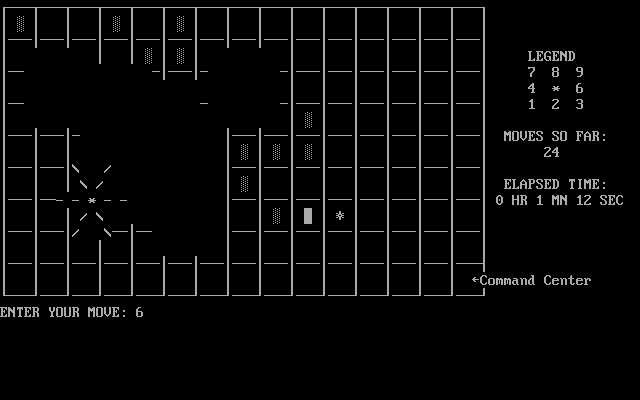 LEGEND
7 8 9
4 * 6
1 2 3
MOVES SO FAR:
24
ELAPSED TIME:
0 HR 1 MN 12 SEC
←Command Center
ENTER YOUR MOVE: 6